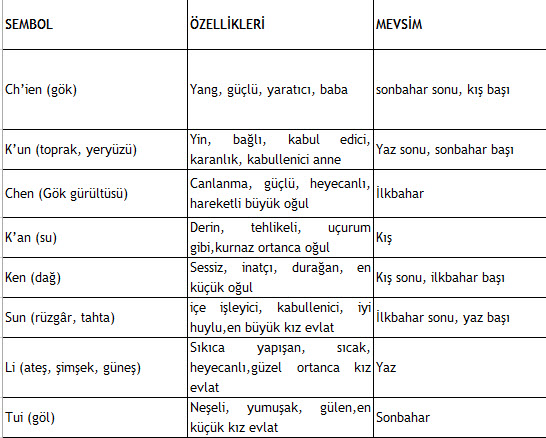 SEMBOL ÖZELLİKLERİ MEVSİM
Ch'ien (gök) Yang, güçlü, yaratıcı, baba sonbahar sonu, kış başı
K'un (toprak, yeryüzü) Yin, bağlı, kabul edici, karanlık, kabullenici anne Yaz sonu, sonbahar başı
Chen (Gök gürültüsü) Canlanma, güçlü, heyecanlı, hareketli büyük oğul İlkbahar
K'an (su) Derin, tehlikeli, uçurum gibi,kurnaz ortanca oğul Kış
Ken (dağ) Sessiz, inatçı, durağan, en küçük oğul Kış sonu, ilkbahar başı
Sun (rüzgâr, tahta) içe işleyici, kabullenici, iyi huylu,en büyük kız evlat İlkbahar sonu, yaz başı
Li (ateş, şimşek, güneş) Sıkıca yapışan, sıcak, heyecanlı,güzel ortanca kız evlat Yaz
Tui (göl) Neşeli, yumuşak, gülen,en küçük kız evlat Sonbahar